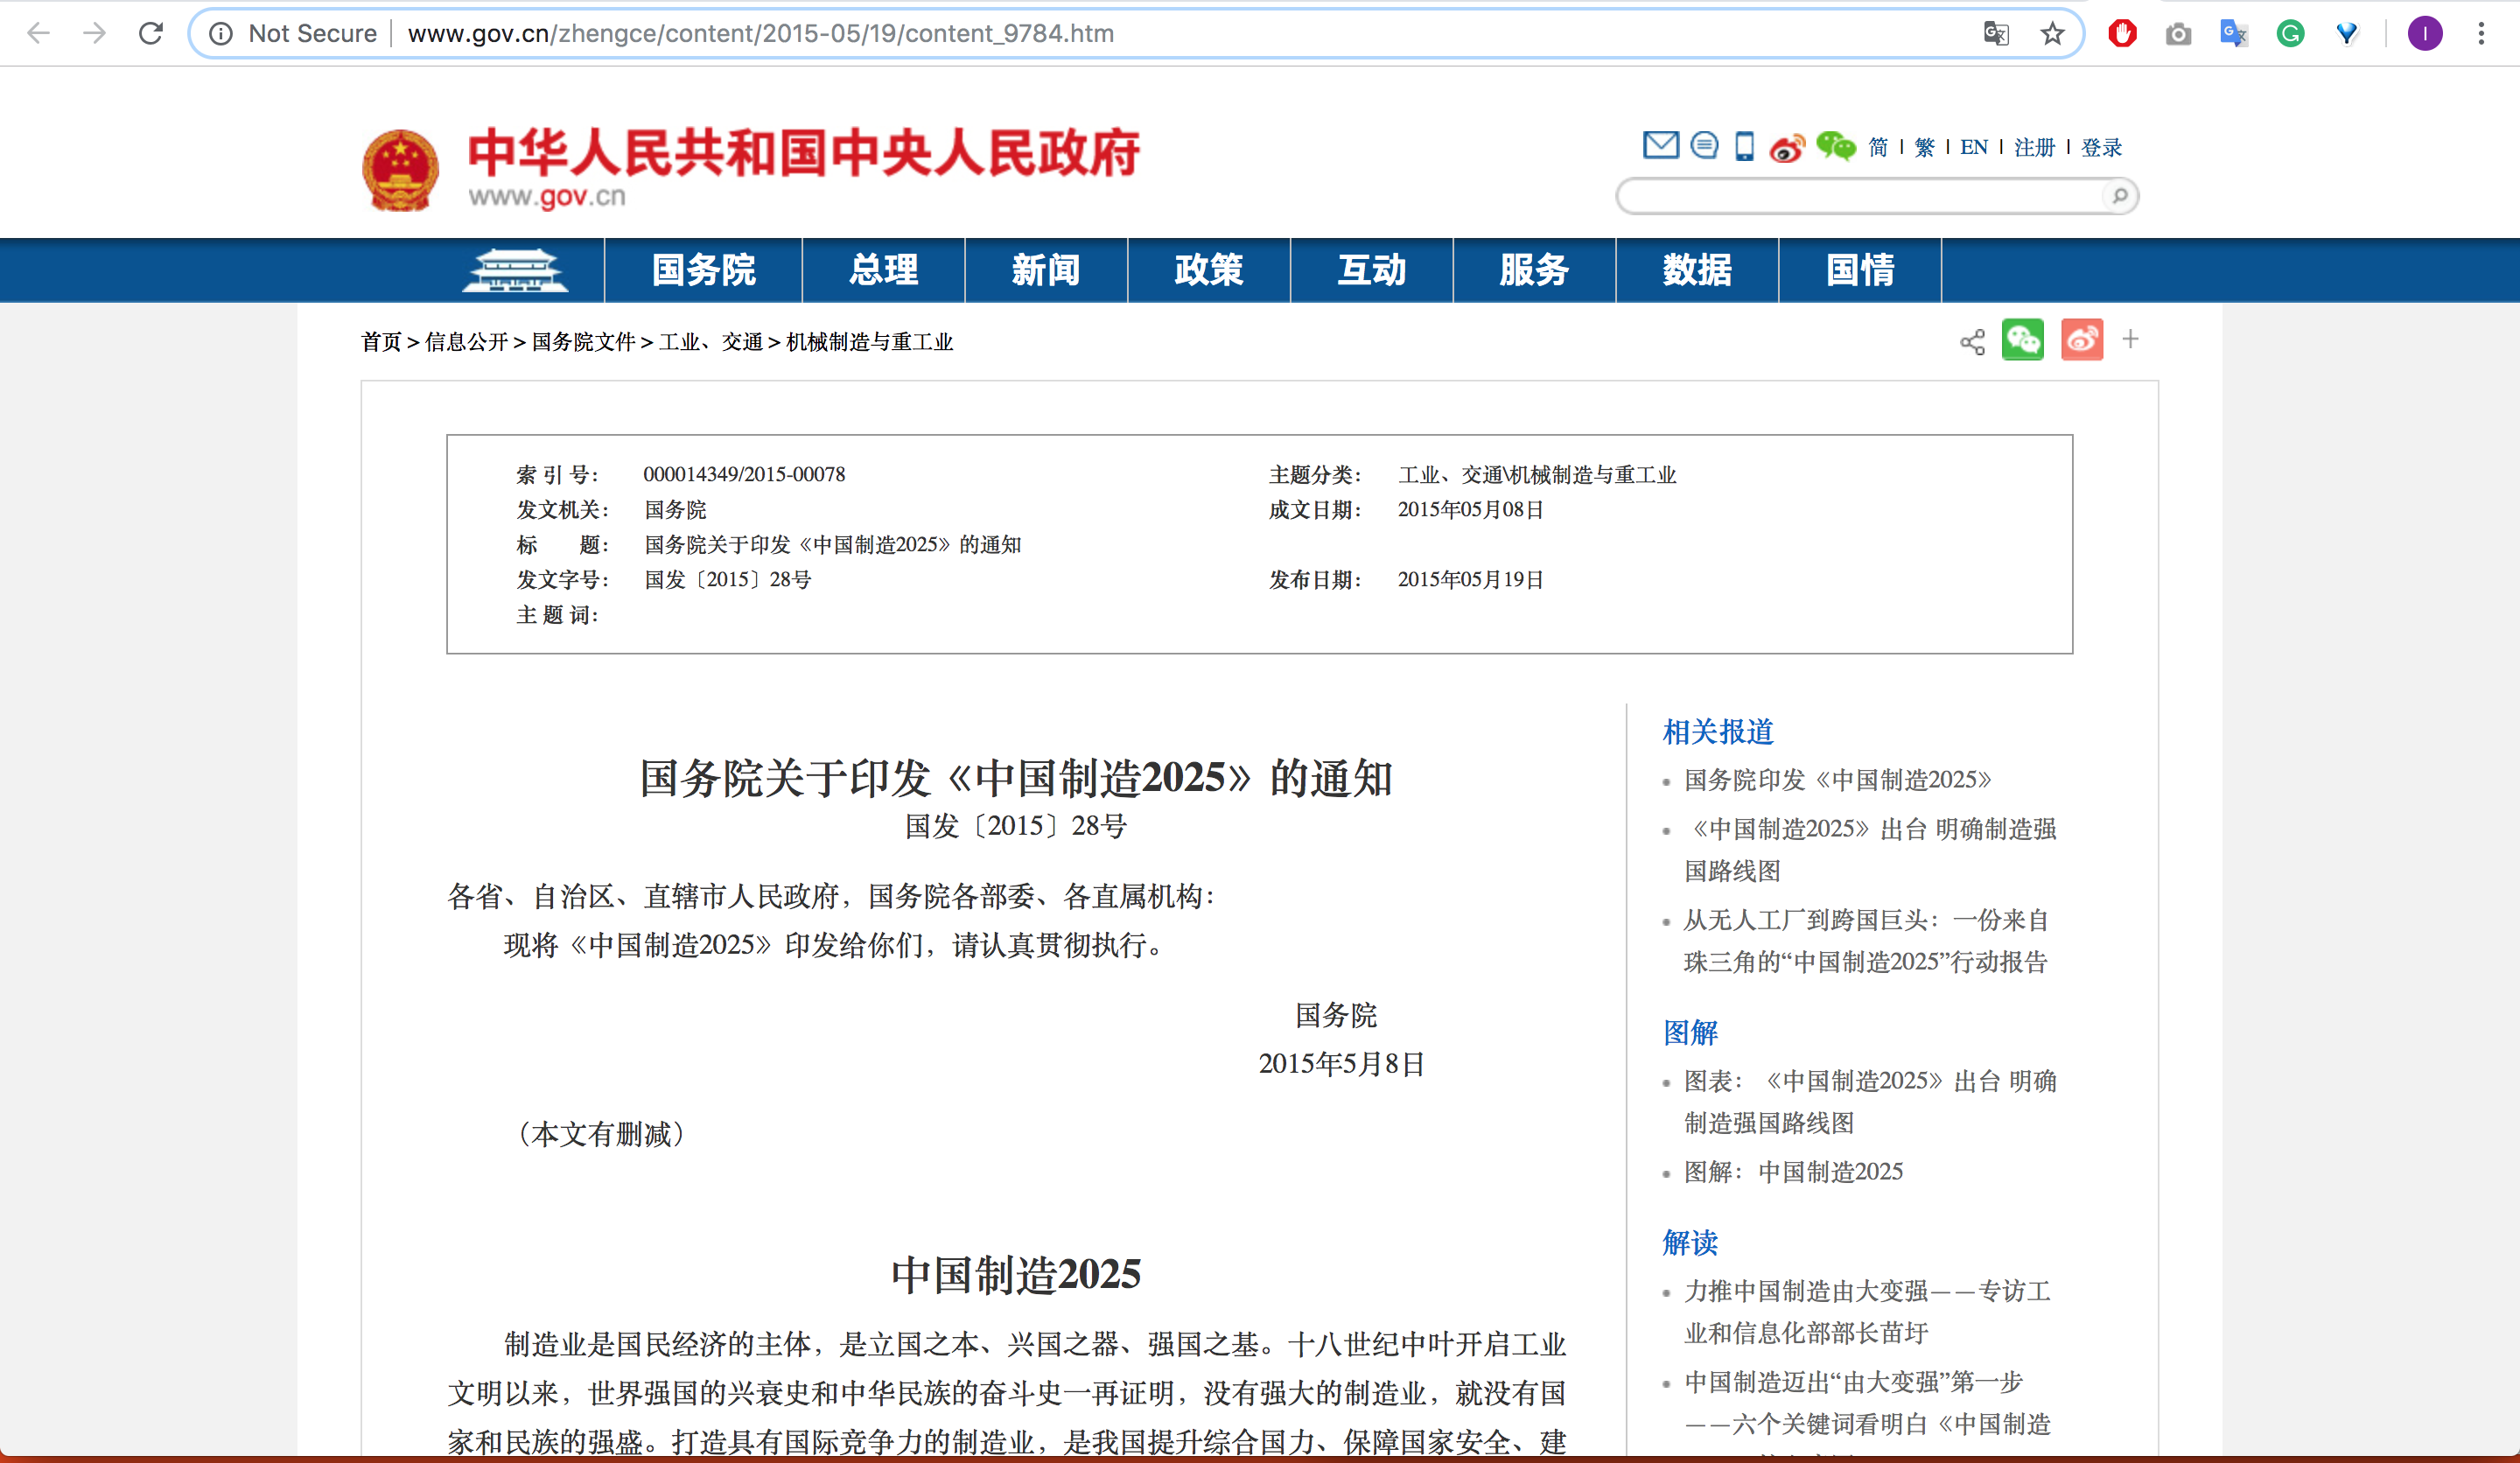 Not Secure | www.gov.cn/zhengce/content/2015-05/19/content_9784.htm
I
中华人民共和国中央人民政府
www.gov.cn
简 | 繁 | EN | 注册 | 登录
国务院 总理 新闻 政策 互动 服务 数据 国情
首页 > 信息公开 > 国务院文件 > 工业、交通 > 机械制造与重工业
索 引 号： 000014349/2015-00078 主题分类： 工业、交通\机械制造与重工业
发文机关： 国务院 成文日期： 2015年05月08日
标　　题： 国务院关于印发《中国制造2025》的通知
发文字号： 国发〔2015〕28号 发布日期： 2015年05月19日
主 题 词：
国务院关于印发《中国制造2025》的通知
国发〔2015〕28号
各省、自治区、直辖市人民政府，国务院各部委、各直属机构：
现将《中国制造2025》印发给你们，请认真贯彻执行。
国务院
2015年5月8日
（本文有删减）
中国制造2025
制造业是国民经济的主体，是立国之本、兴国之器、强国之基。十八世纪中叶开启工业
文明以来，世界强国的兴衰史和中华民族的奋斗史一再证明，没有强大的制造业，就没有国
家和民族的强盛。打造具有国际竞争力的制造业，是我国提升综合国力、保障国家安全、建
相关报道
国务院印发《中国制造2025》
《中国制造2025》出台 明确制造强
国路线图
从无人工厂到跨国巨头：一份来自
珠三角的“中国制造2025”行动报告
图解
图表：《中国制造2025》出台 明确
制造强国路线图
图解：中国制造2025
解读
力推中国制造由大变强——专访工
业和信息化部部长苗圩
中国制造迈出“由大变强”第一步
——六个关键词看明白《中国制造